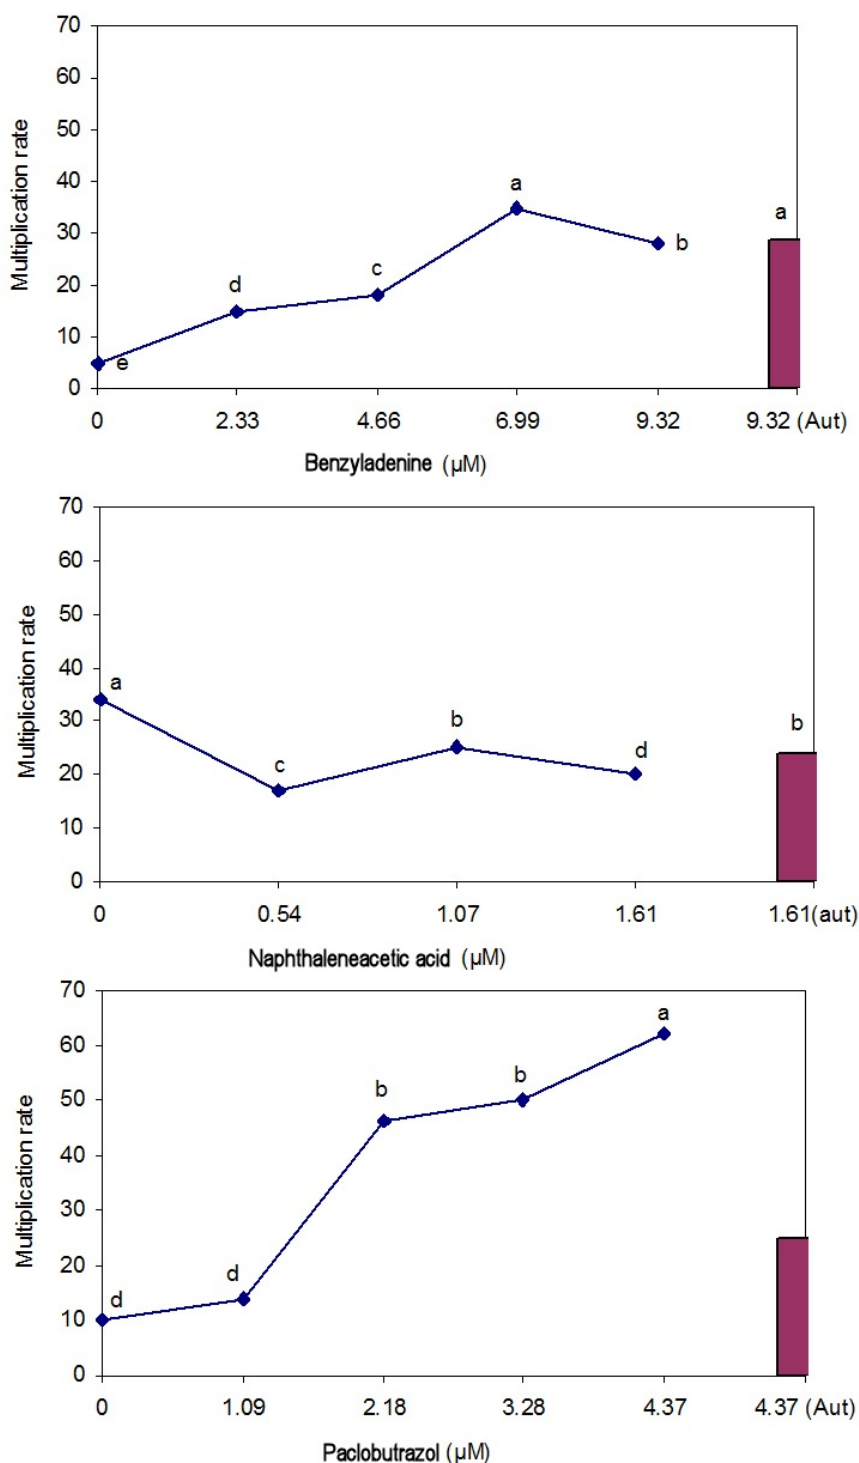 70
60
50
40
30
20
10
0
Multiplication rate
e
d
c
a
b
a
0 2.33 4.66 6.99 9.32 9.32 (Aut)
Benzyladenine (µM)
70
60
50
40
30
20
10
0
Multiplication rate
a
c
b
d
b
0 0.54 1.07 1.61 1.61(aut)
Naphthaleneacetic acid (µM)
70
60
50
40
30
20
10
0
Multiplication rate
d
d
b
b
a
0 1.09 2.18 3.28 4.37 4.37 (Aut)
Paclobutrazol (µM)